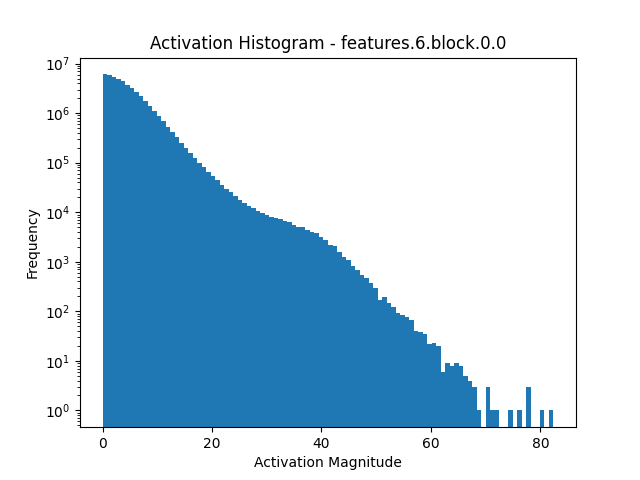 Activation Histogram - features.6.block.0.0
Frequency
10⁷
10⁶
10⁵
10⁴
10³
10²
10¹
10⁰
0 20 40 60 80
Activation Magnitude